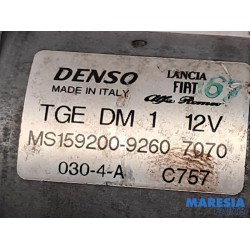 DENSO
MADE IN ITALY
LANCIA
FIAT 67
Alfa Romeo
TGE DM 1 12V
MS159200-9260 7070
030-4-A C757
MARESIA